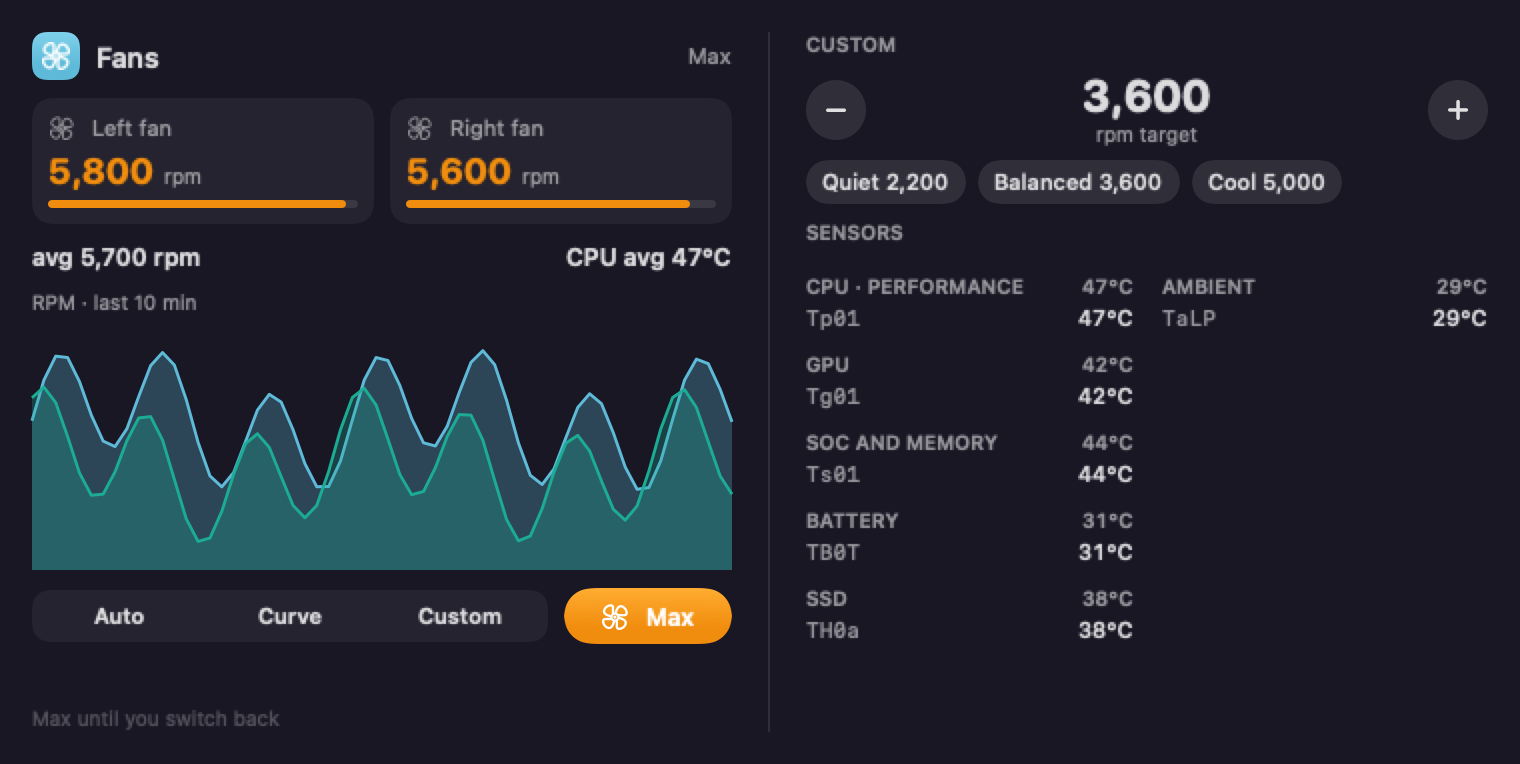 Fans
Max
Left fan
5,800 rpm
Right fan
5,600 rpm
avg 5,700 rpm
CPU avg 47°C
RPM · last 10 min
Auto
Curve
Custom
Max
Max until you switch back
CUSTOM
−
3,600
+
rpm target
Quiet 2,200
Balanced 3,600
Cool 5,000
SENSORS
CPU · PERFORMANCE 47°C
Tp01 47°C
GPU 42°C
Tg01 42°C
SOC AND MEMORY 44°C
Ts01 44°C
BATTERY 31°C
TB0T 31°C
SSD 38°C
TH0a 38°C
AMBIENT 29°C
TaLP 29°C